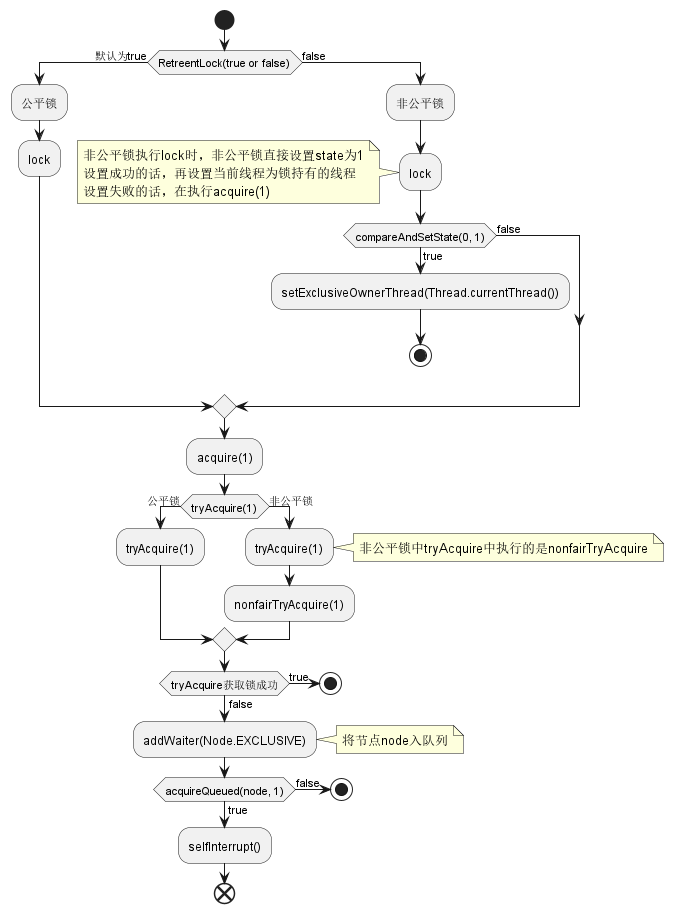 默认为true
RetreentLock(true or false)
false
公平锁
非公平锁
lock
非公平锁执行lock时，非公平锁直接设置state为1
设置成功的话，再设置当前线程为锁持有的线程
设置失败的话，在执行acquire(1)
lock
compareAndSetState(0, 1)
false
true
setExclusiveOwnerThread(Thread.currentThread())
acquire(1)
公平锁
tryAcquire(1)
非公平锁
tryAcquire(1)
tryAcquire(1)
非公平锁中tryAcquire中执行的是nonfairTryAcquire
nonfairTryAcquire(1)
tryAcquire获取锁成功
true
false
addWaiter(Node.EXCLUSIVE)
将节点node入队列
acquireQueued(node, 1)
false
true
selfInterrupt()